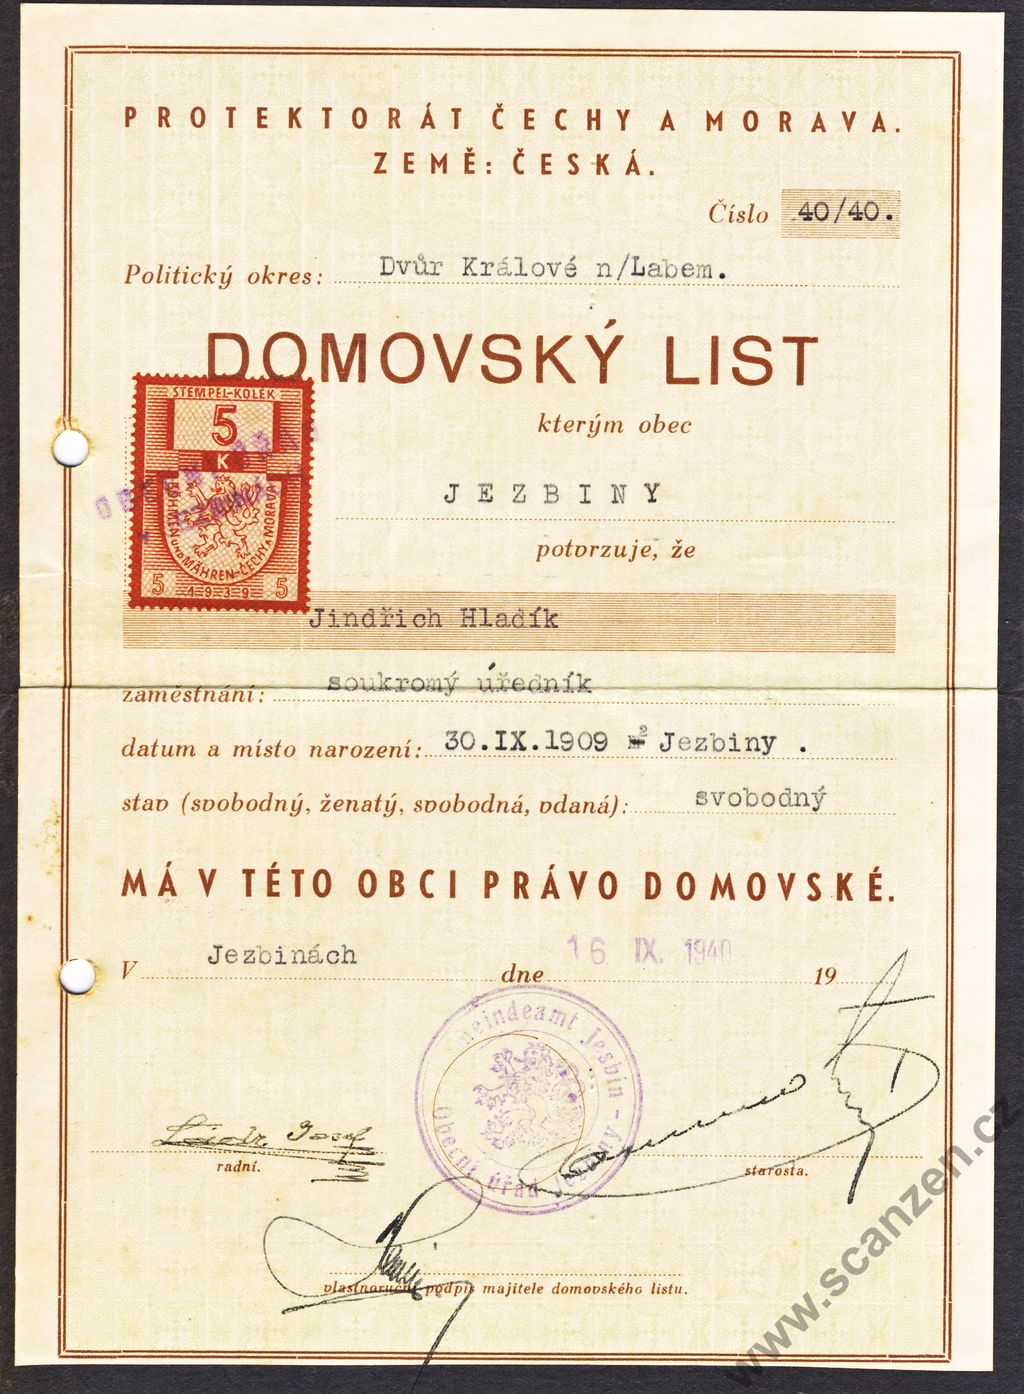 PROTEKTORÁT ČECHY A MORAVA.
ZEMĚ: ČESKÁ.
Číslo 40/40.
Politický okres: Dvůr Králové n/Labem.
DOMOVSKÝ LIST
STEMPEL-KOLEK
5
K
BÖHMEN UND MÄHREN-ČECHY A MORAVA
5 1939 5
kterým obec
JEZBINY
potvrzuje, že
Jindřich Hladík
zaměstnání: soukromý úředník
datum a místo narození: 30.IX.1909 Jezbiny .
stav (svobodný, ženatý, svobodná, vdaná): svobodný
MÁ V TÉTO OBCI PRÁVO DOMOVSKÉ.
V Jezbinách dne 16 IX. 1940 19
neindeamt Jesbin - A
Obecní úřad Je
Josef
radní.
starosta.
vlastnoruční podpis majitele domovského listu.
www.scanzen.cz